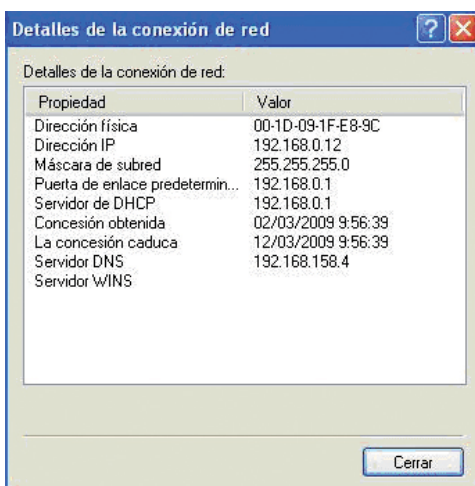 Detalles de la conexión de red
Detalles de la conexión de red:
Propiedad Valor
Dirección física 00-1D-09-1F-E8-9C
Dirección IP 192.168.0.12
Máscara de subred 255.255.255.0
Puerta de enlace predetermin... 192.168.0.1
Servidor de DHCP 192.168.0.1
Concesión obtenida 02/03/2009 9:56:39
La concesión caduca 12/03/2009 9:56:39
Servidor DNS 192.168.158.4
Servidor WINS
Cerrar